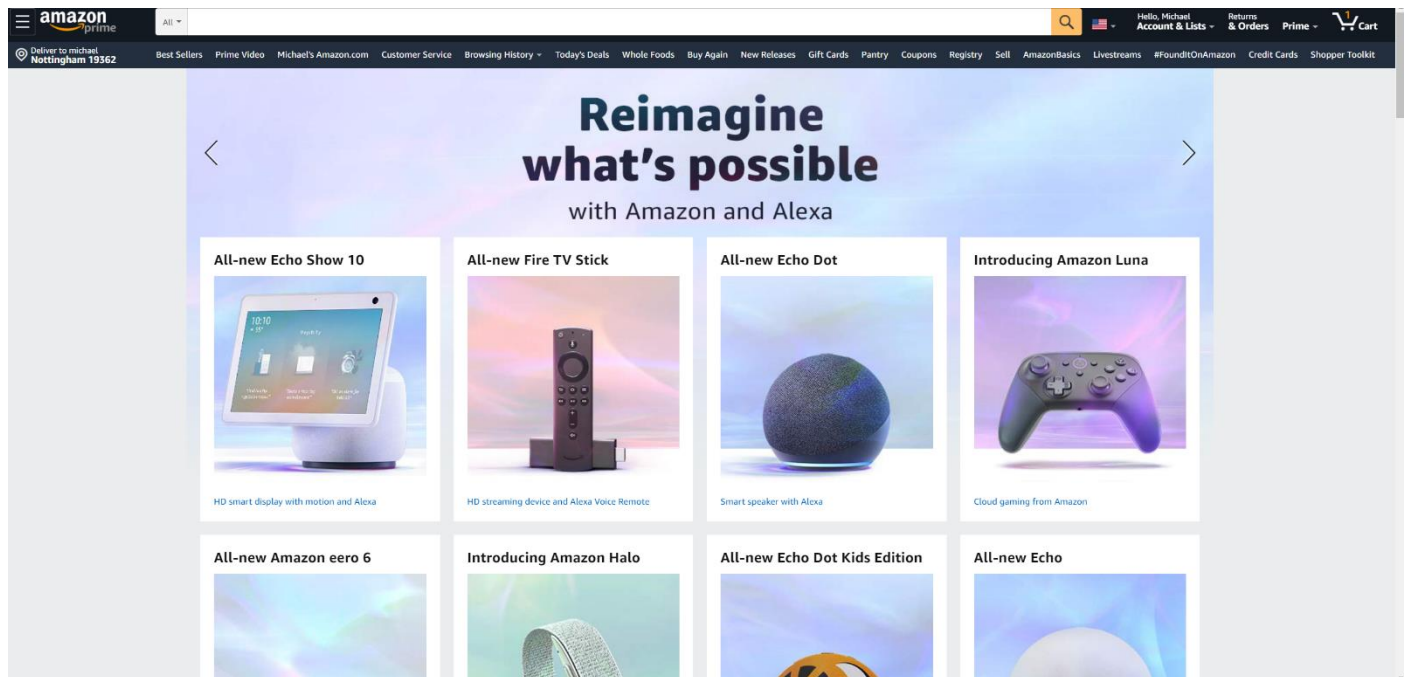 amazon
prime
All
Hello, Michael
Account & Lists
Returns
& Orders
Prime
1
Cart
Deliver to michael
Nottingham 19362
Best Sellers Prime Video Michael's Amazon.com Customer Service Browsing History Today's Deals Whole Foods Buy Again New Releases Gift Cards Pantry Coupons Registry Sell AmazonBasics Livestreams #FoundItOnAmazon Credit Cards Shopper Toolkit
Reimagine
what's possible
with Amazon and Alexa
All-new Echo Show 10
10:10
HD smart display with motion and Alexa
All-new Fire TV Stick
HD streaming device and Alexa Voice Remote
All-new Echo Dot
Smart speaker with Alexa
Introducing Amazon Luna
Cloud gaming from Amazon
All-new Amazon eero 6
Introducing Amazon Halo
All-new Echo Dot Kids Edition
All-new Echo